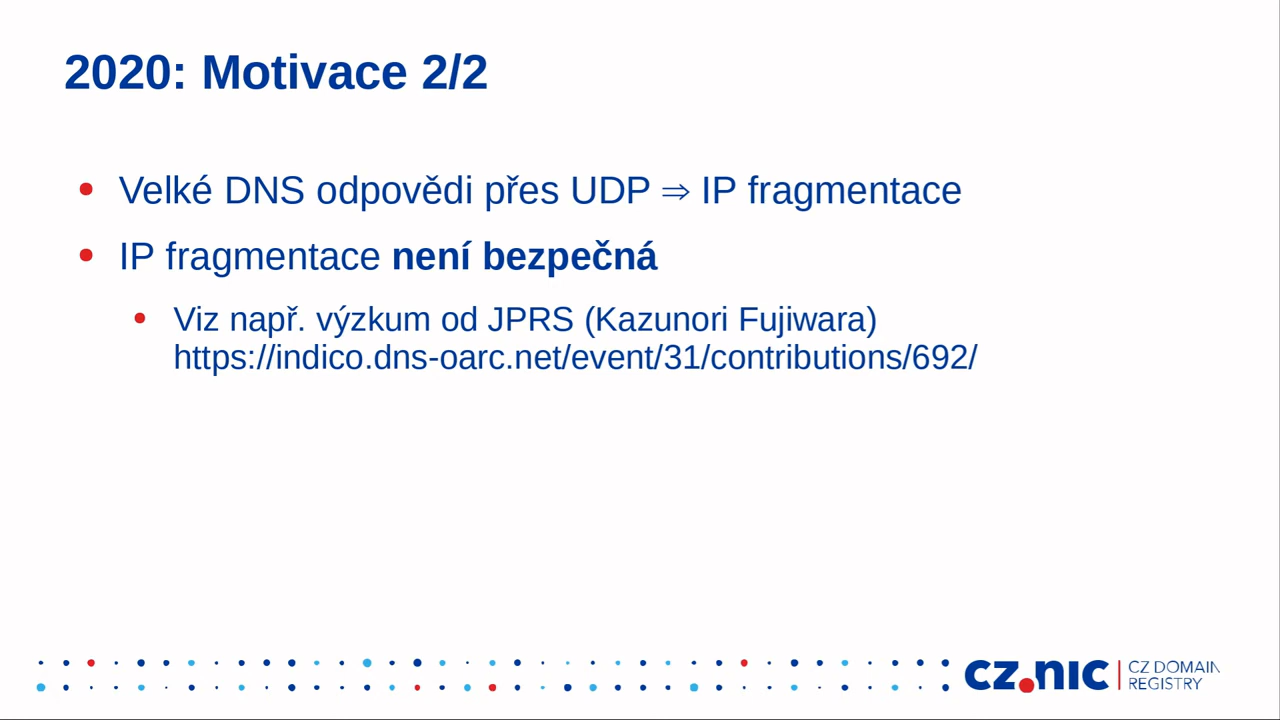 2020: Motivace 2/2
Velké DNS odpovědi přes UDP ⇒ IP fragmentace
IP fragmentace není bezpečná
Viz např. výzkum od JPRS (Kazunori Fujiwara)
https://indico.dns-oarc.net/event/31/contributions/692/
CZ.NIC
CZ DOMAIN
REGISTRY